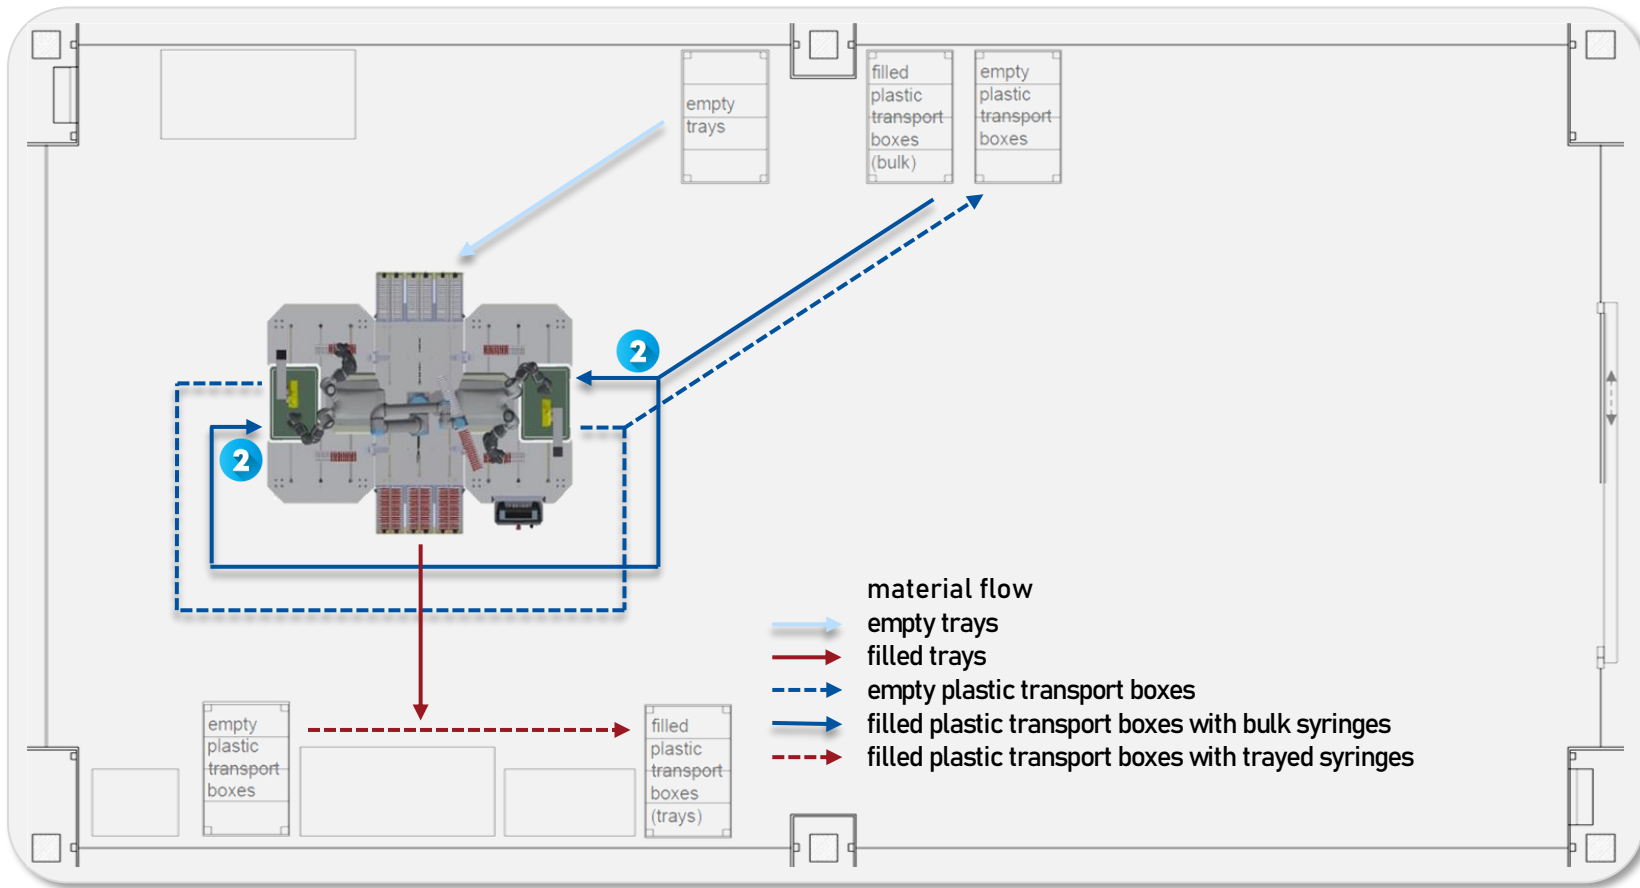 empty
trays
filled
plastic
transport
boxes
(bulk)
empty
plastic
transport
boxes
2
2
material flow
empty trays
filled trays
empty plastic transport boxes
filled plastic transport boxes with bulk syringes
filled plastic transport boxes with trayed syringes
empty
plastic
transport
boxes
filled
plastic
transport
boxes
(trays)